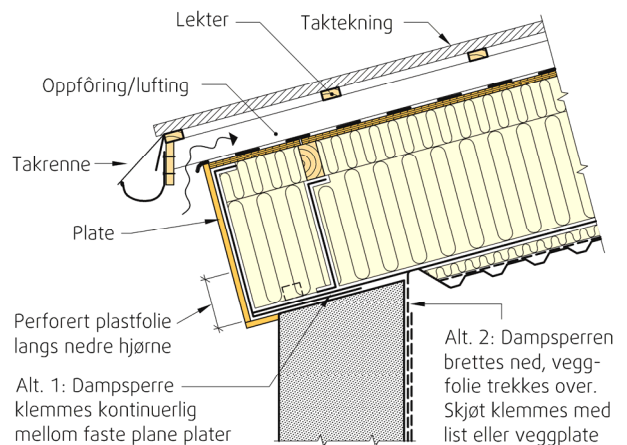 Lekter
Taktekning
Oppfôring/lufting
Takrenne
Plate
Perforert plastfolie
langs nedre hjørne
Alt. 1: Dampsperre
klemmes kontinuerlig
mellom faste plane plater
Alt. 2: Dampsperren
brettes ned, vegg-
folie trekkes over.
Skjøt klemmes med
list eller veggplate